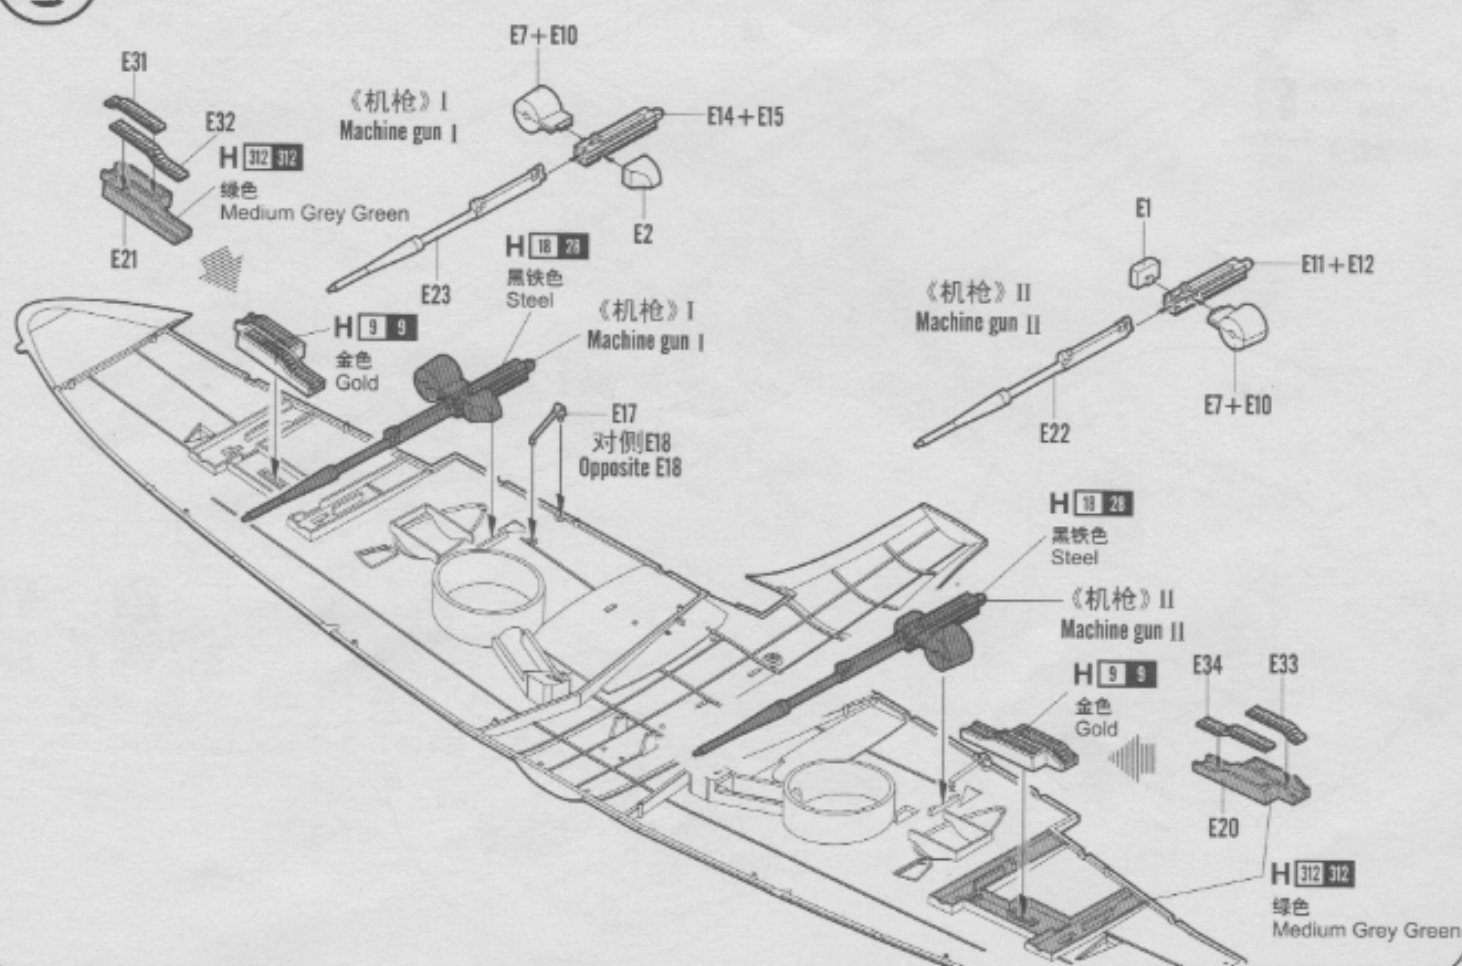 E7+E10
E31
《机枪》I
Machine gun I
E14+E15
E32
H 312 312
绿色
Medium Grey Green
E2
E21
E23
H 18 28
黑铁色
Steel
《机枪》I
Machine gun I
H 9 9
金色
Gold
E17
对侧E18
Opposite E18
E1
E11+E12
《机枪》II
Machine gun II
E7+E10
E22
H 18 28
黑铁色
Steel
《机枪》II
Machine gun II
H 9 9
金色
Gold
E34
E33
E20
H 312 312
绿色
Medium Grey Green